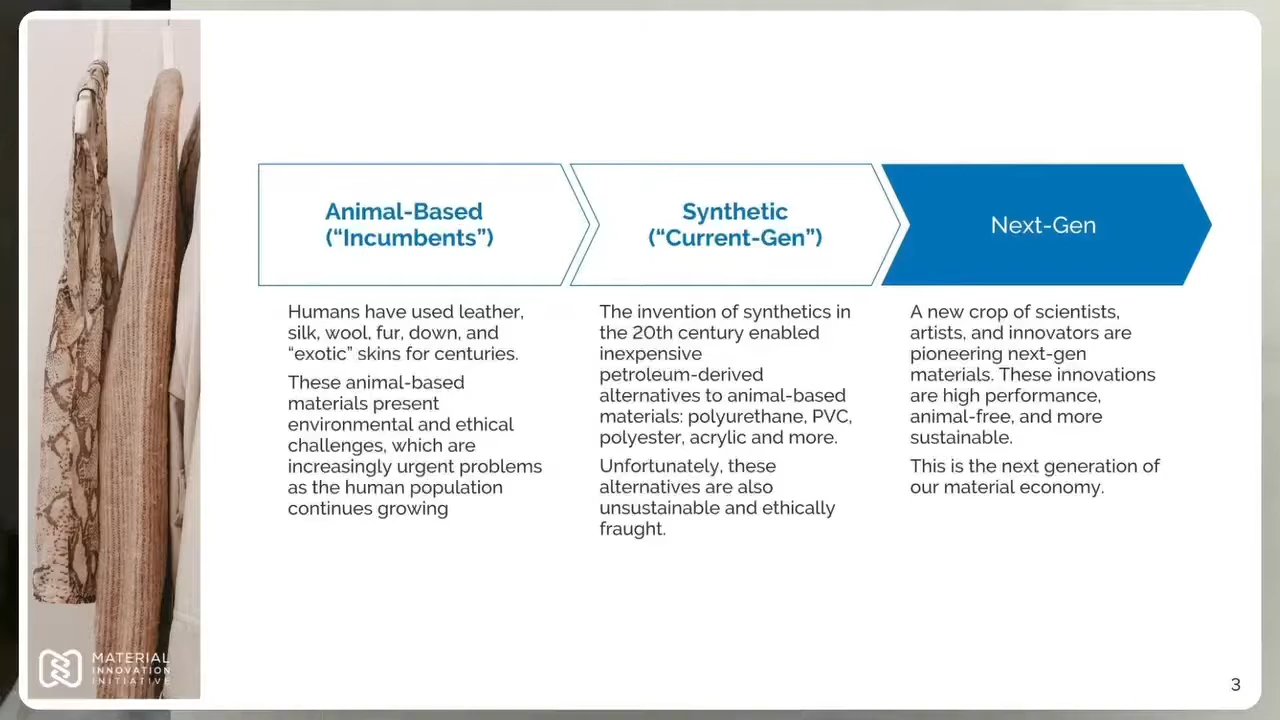 Animal-Based
(“Incumbents”)
Humans have used leather,
silk, wool, fur, down, and
“exotic” skins for centuries.
These animal-based
materials present
environmental and ethical
challenges, which are
increasingly urgent problems
as the human population
continues growing
Synthetic
(“Current-Gen”)
The invention of synthetics in
the 20th century enabled
inexpensive
petroleum-derived
alternatives to animal-based
materials: polyurethane, PVC,
polyester, acrylic and more.
Unfortunately, these
alternatives are also
unsustainable and ethically
fraught.
Next-Gen
A new crop of scientists,
artists, and innovators are
pioneering next-gen
materials. These innovations
are high performance,
animal-free, and more
sustainable.
This is the next generation of
our material economy.
MATERIAL
INNOVATION
INITIATIVE
3